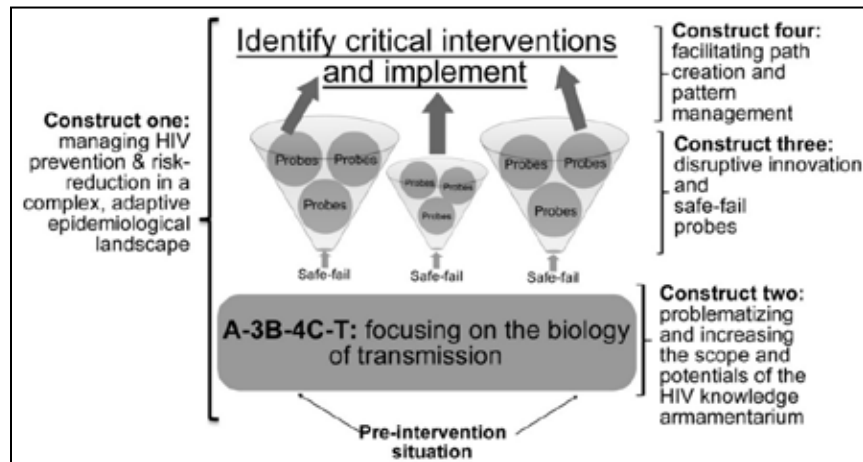 Identify critical interventions
and implement
Construct one:
managing HIV
prevention & risk-
reduction in a
complex, adaptive
epidemiological
landscape
Probes
Probes
Probes
Probes
Probes
Probes
Probes
Probes
Probes
Safe-fail
Safe-fail
Safe-fail
A-3B-4C-T: focusing on the biology
of transmission
Pre-intervention
situation
Construct four:
facilitating path
creation and
pattern
management
Construct three:
disruptive innovation
and
safe-fail
probes
Construct two:
problematizing
and increasing
the scope and
potentials of the
HIV knowledge
armamentarium